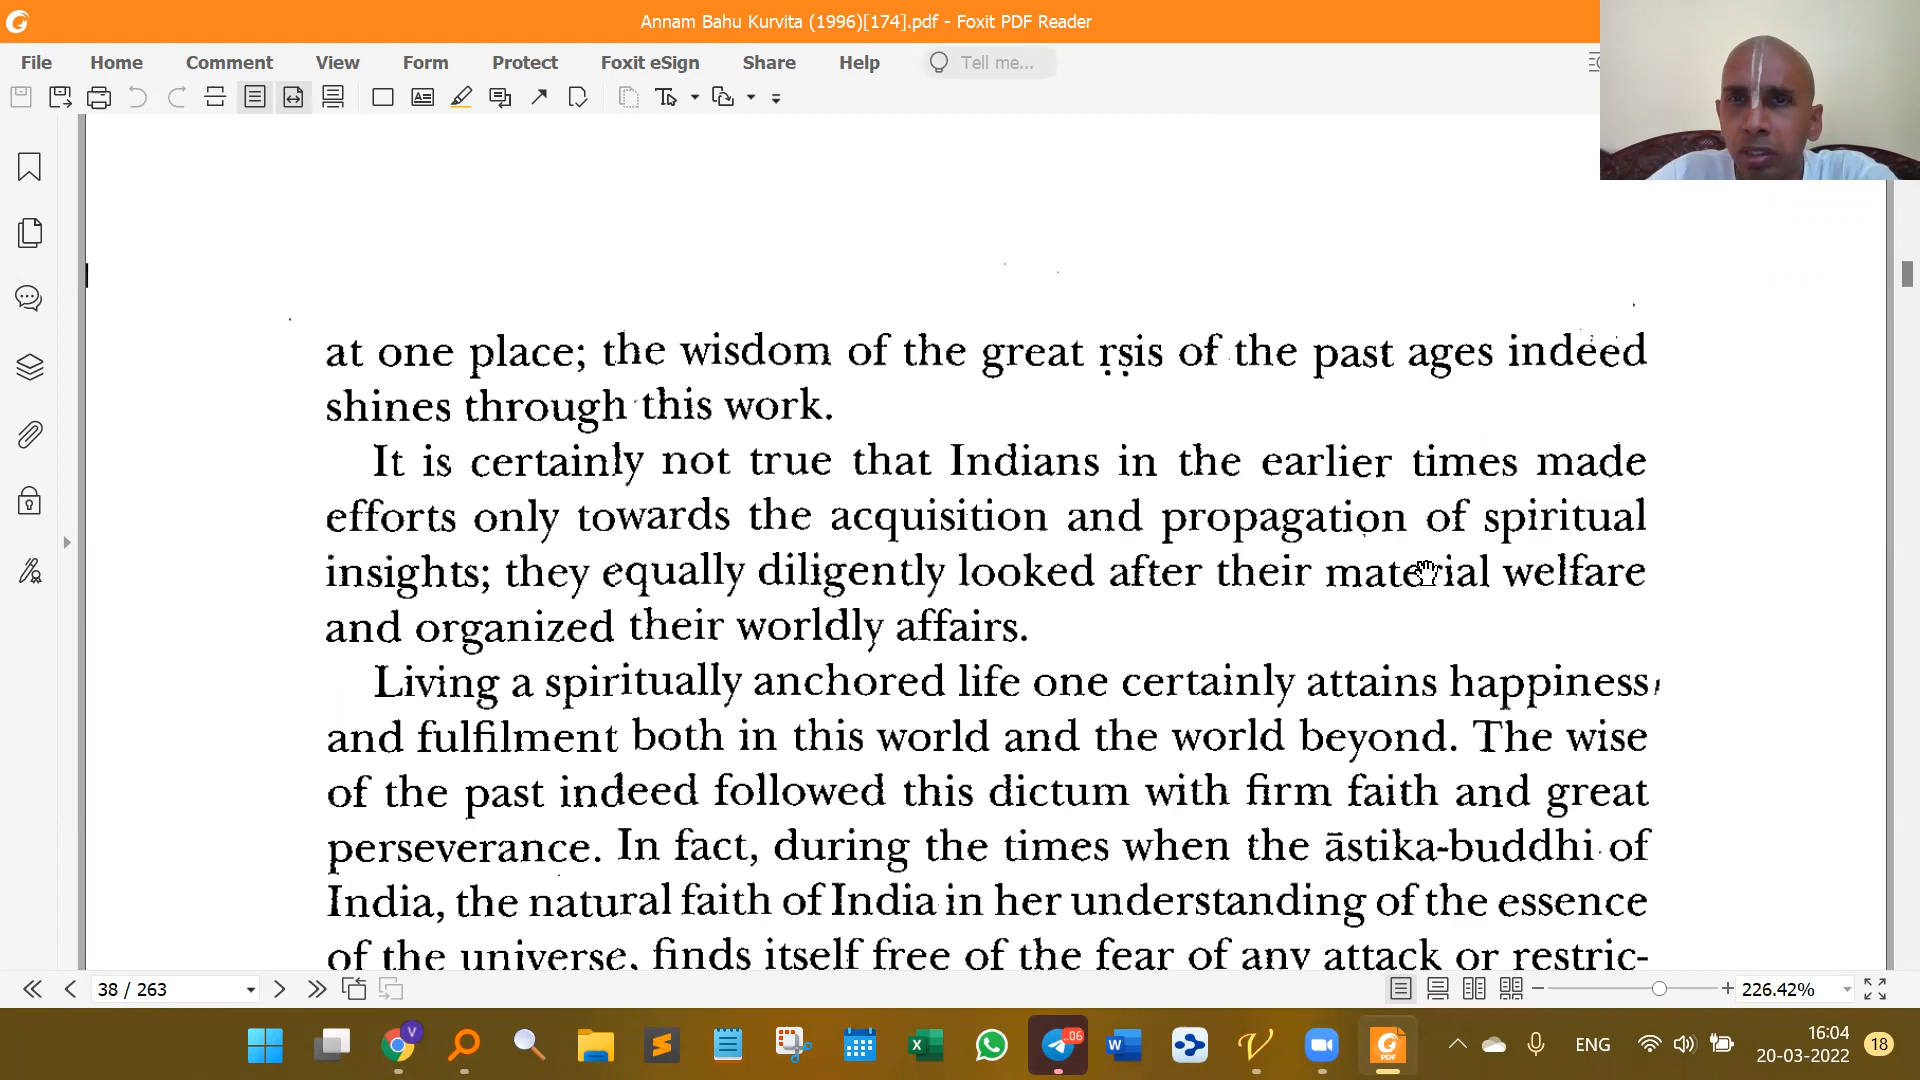 Annam Bahu Kurvita (1996)[174].pdf - Foxit PDF Reader
File Home Comment View Form Protect Foxit eSign Share Help Tell me...
at one place; the wisdom of the great ṛṣis of the past ages indeed
shines through this work.
It is certainly not true that Indians in the earlier times made
efforts only towards the acquisition and propagation of spiritual
insights; they equally diligently looked after their material welfare
and organized their worldly affairs.
Living a spiritually anchored life one certainly attains happiness
and fulfilment both in this world and the world beyond. The wise
of the past indeed followed this dictum with firm faith and great
perseverance. In fact, during the times when the āstika-buddhi of
India, the natural faith of India in her understanding of the essence
of the universe, finds itself free of the fear of any attack or restric-
38 / 263 226.42%
ENG 16:04
20-03-2022 18